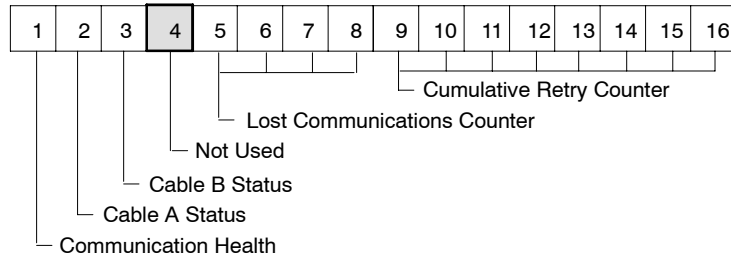 1 2 3 4 5 6 7 8 9 10 11 12 13 14 15 16
Cumulative Retry Counter
Lost Communications Counter
Not Used
Cable B Status
Cable A Status
Communication Health